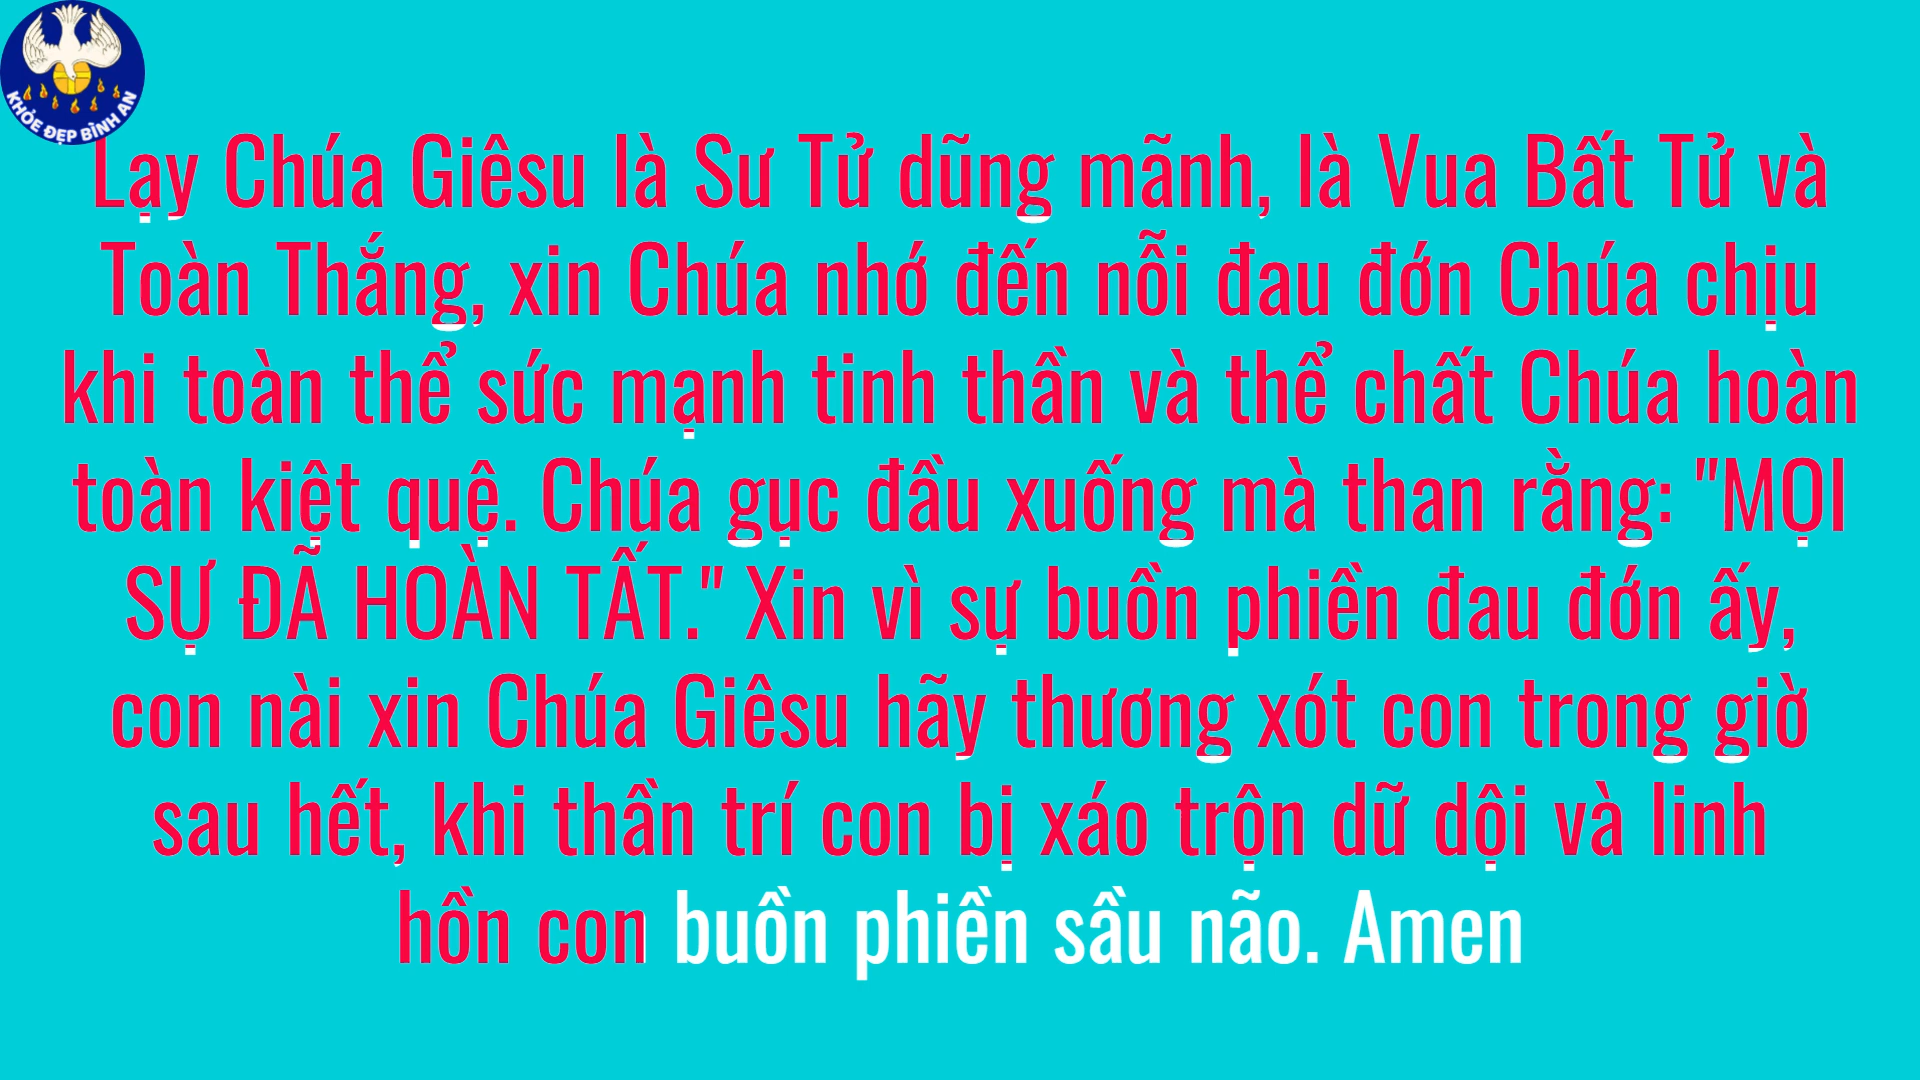 KHỎE ĐẸP BÌNH AN
Lạy Chúa Giêsu là Sư Tử dũng mãnh, là Vua Bất Tử và
Toàn Thắng, xin Chúa nhớ đến nỗi đau đớn Chúa chịu
khi toàn thể sức mạnh tinh thần và thể chất Chúa hoàn
toàn kiệt quệ. Chúa gục đầu xuống mà than rằng: "MỌI
SỰ ĐÃ HOÀN TẤT." Xin vì sự buồn phiền đau đớn ấy,
con nài xin Chúa Giêsu hãy thương xót con trong giờ
sau hết, khi thần trí con bị xáo trộn dữ dội và linh
hồn con buồn phiền sầu não. Amen